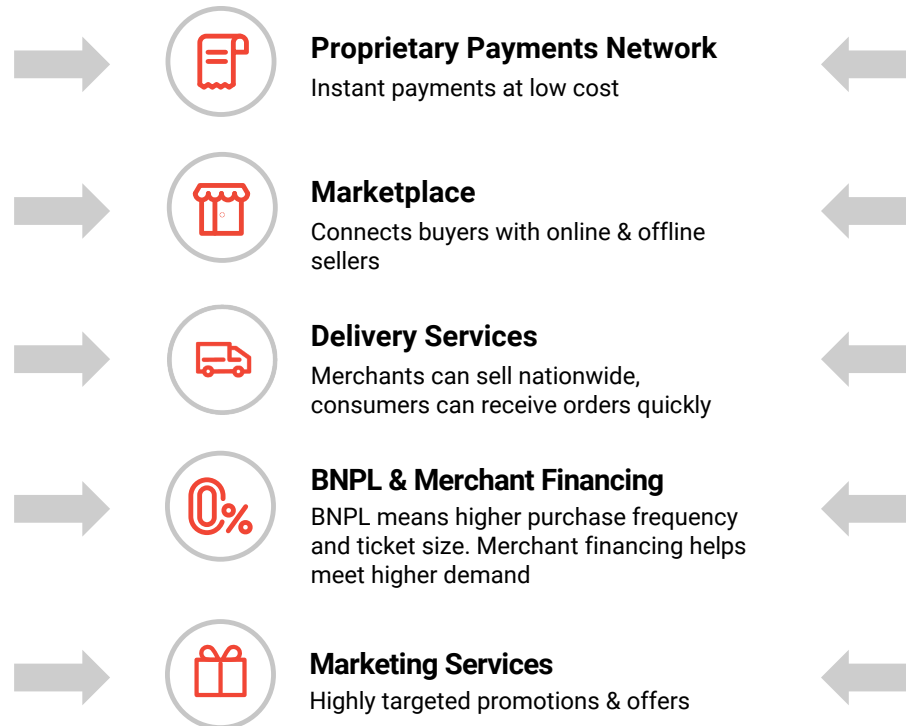 Proprietary Payments Network
Instant payments at low cost
Marketplace
Connects buyers with online & offline
sellers
Delivery Services
Merchants can sell nationwide,
consumers can receive orders quickly
0%
BNPL & Merchant Financing
BNPL means higher purchase frequency
and ticket size. Merchant financing helps
meet higher demand
Marketing Services
Highly targeted promotions & offers